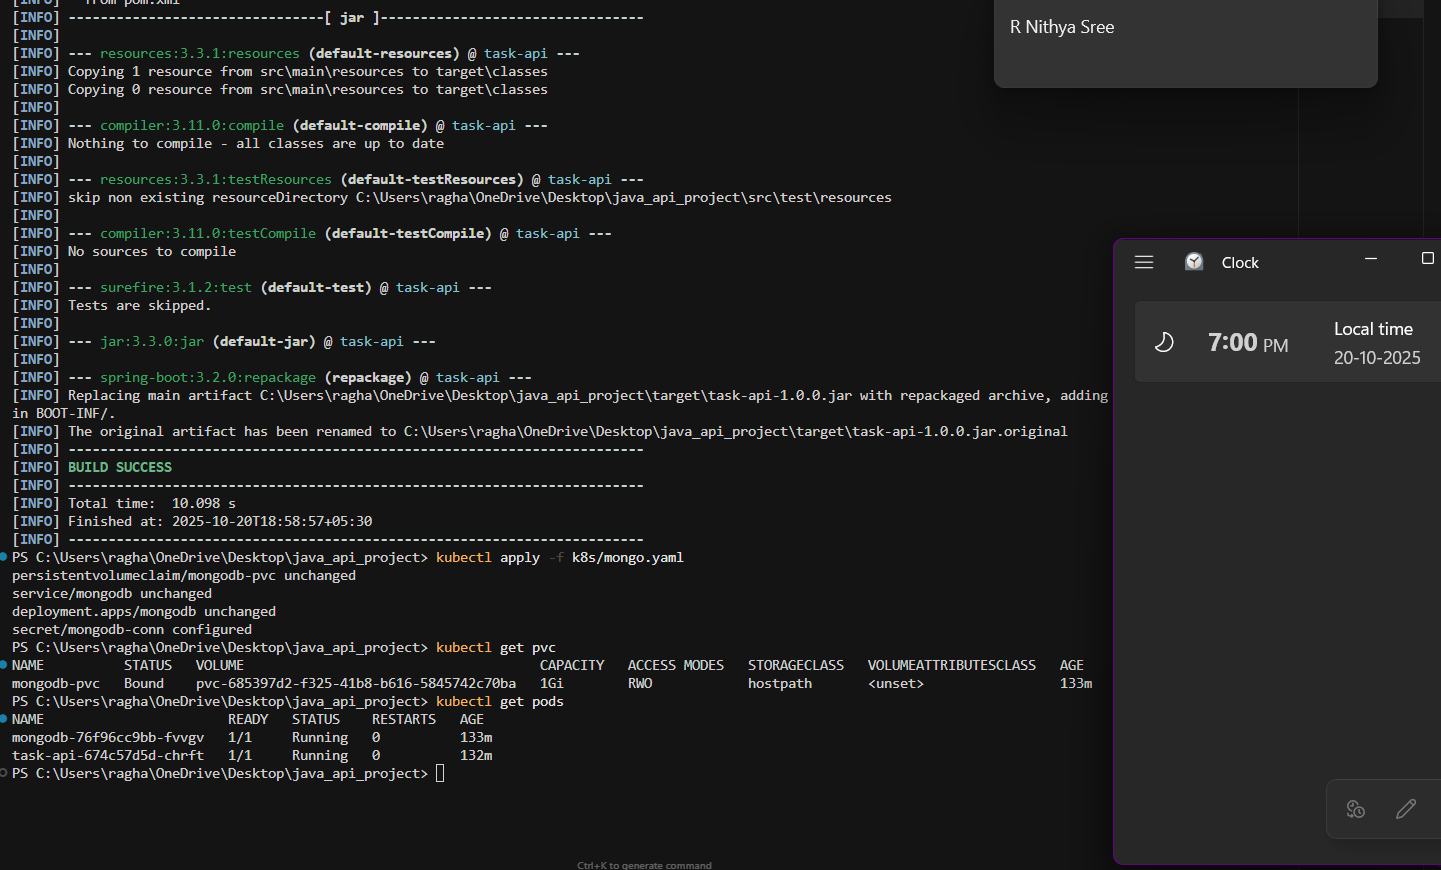 [INFO]   from pom.xml
[INFO] --------------------------------[ jar ]---------------------------------
[INFO]
[INFO] --- resources:3.3.1:resources (default-resources) @ task-api ---
[INFO] Copying 1 resource from src\main\resources to target\classes
[INFO] Copying 0 resource from src\main\resources to target\classes
[INFO]
[INFO] --- compiler:3.11.0:compile (default-compile) @ task-api ---
[INFO] Nothing to compile - all classes are up to date
[INFO]
[INFO] --- resources:3.3.1:testResources (default-testResources) @ task-api ---
[INFO] skip non existing resourceDirectory C:\Users\ragha\OneDrive\Desktop\java_api_project\src\test\resources
[INFO]
[INFO] --- compiler:3.11.0:testCompile (default-testCompile) @ task-api ---
[INFO] No sources to compile
[INFO]
[INFO] --- surefire:3.1.2:test (default-test) @ task-api ---
[INFO] Tests are skipped.
[INFO]
[INFO] --- jar:3.3.0:jar (default-jar) @ task-api ---
[INFO]
[INFO] --- spring-boot:3.2.0:repackage (repackage) @ task-api ---
[INFO] Replacing main artifact C:\Users\ragha\OneDrive\Desktop\java_api_project\target\task-api-1.0.0.jar with repackaged archive, adding
in BOOT-INF/.
[INFO] The original artifact has been renamed to C:\Users\ragha\OneDrive\Desktop\java_api_project\target\task-api-1.0.0.jar.original
[INFO] ------------------------------------------------------------------------
[INFO] BUILD SUCCESS
[INFO] ------------------------------------------------------------------------
[INFO] Total time:  10.098 s
[INFO] Finished at: 2025-10-20T18:58:57+05:30
[INFO] ------------------------------------------------------------------------
PS C:\Users\ragha\OneDrive\Desktop\java_api_project> kubectl apply -f k8s/mongo.yaml
persistentvolumeclaim/mongodb-pvc unchanged
service/mongodb unchanged
deployment.apps/mongodb unchanged
secret/mongodb-conn configured
PS C:\Users\ragha\OneDrive\Desktop\java_api_project> kubectl get pvc
NAME STATUS VOLUME CAPACITY ACCESS MODES STORAGECLASS VOLUMEATTRIBUTESCLASS AGE
mongodb-pvc Bound pvc-685397d2-f325-41b8-b616-5845742c70ba 1Gi RWO hostpath <unset> 133m
PS C:\Users\ragha\OneDrive\Desktop\java_api_project> kubectl get pods
NAME READY STATUS RESTARTS AGE
mongodb-76f96cc9bb-fvvgv 1/1 Running 0 133m
task-api-674c57d5d-chrft 1/1 Running 0 132m
PS C:\Users\ragha\OneDrive\Desktop\java_api_project>
Ctrl+K to generate command
R Nithya Sree
Clock
7:00 PM
Local time
20-10-2025